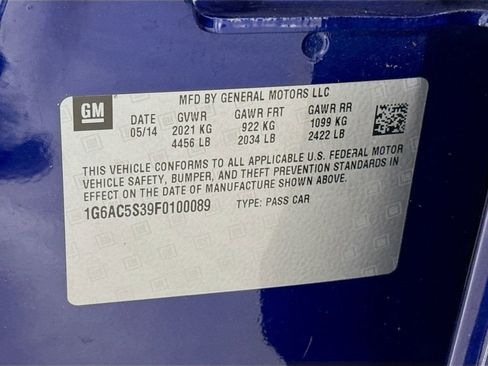 MFD BY GENERAL MOTORS LLC
GM
DATE GVWR GAWR FRT GAWR RR
05/14 2021 KG 922 KG 1099 KG
4456 LB 2034 LB 2422 LB
THIS VEHICLE CONFORMS TO ALL APPLICABLE U.S. FEDERAL MOTOR
VEHICLE SAFETY, BUMPER, AND THEFT PREVENTION STANDARDS IN
EFFECT ON THE DATE OF MANUFACTURE SHOWN ABOVE.
1G6AC5S39F0100089 TYPE: PASS CAR